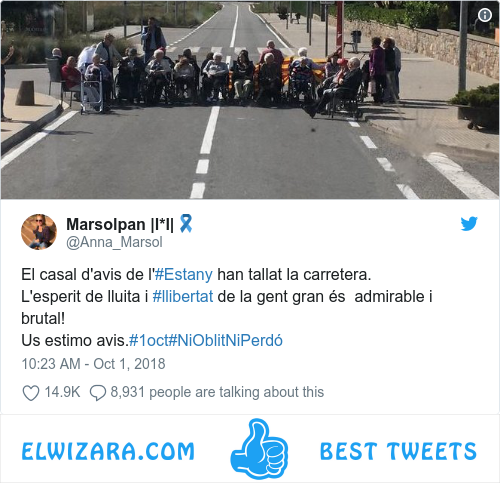 Marsolpan |I*I|
@Anna_Marsol
El casal d'avis de l'#Estany han tallat la carretera.
L'esperit de lluita i #llibertat de la gent gran és admirable i
brutal!
Us estimo avis.#1oct#NiOblitNiPerdó
10:23 AM - Oct 1, 2018
14.9K 8,931 people are talking about this
ELWIZARA.COM BEST TWEETS